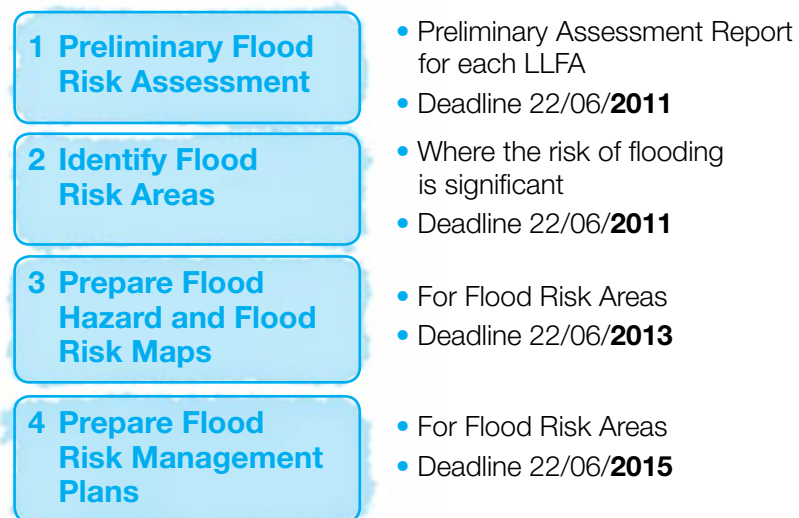 1 Preliminary Flood
Risk Assessment
• Preliminary Assessment Report
for each LLFA
• Deadline 22/06/2011
2 Identify Flood
Risk Areas
• Where the risk of flooding
is significant
• Deadline 22/06/2011
3 Prepare Flood
Hazard and Flood
Risk Maps
• For Flood Risk Areas
• Deadline 22/06/2013
4 Prepare Flood
Risk Management
Plans
• For Flood Risk Areas
• Deadline 22/06/2015